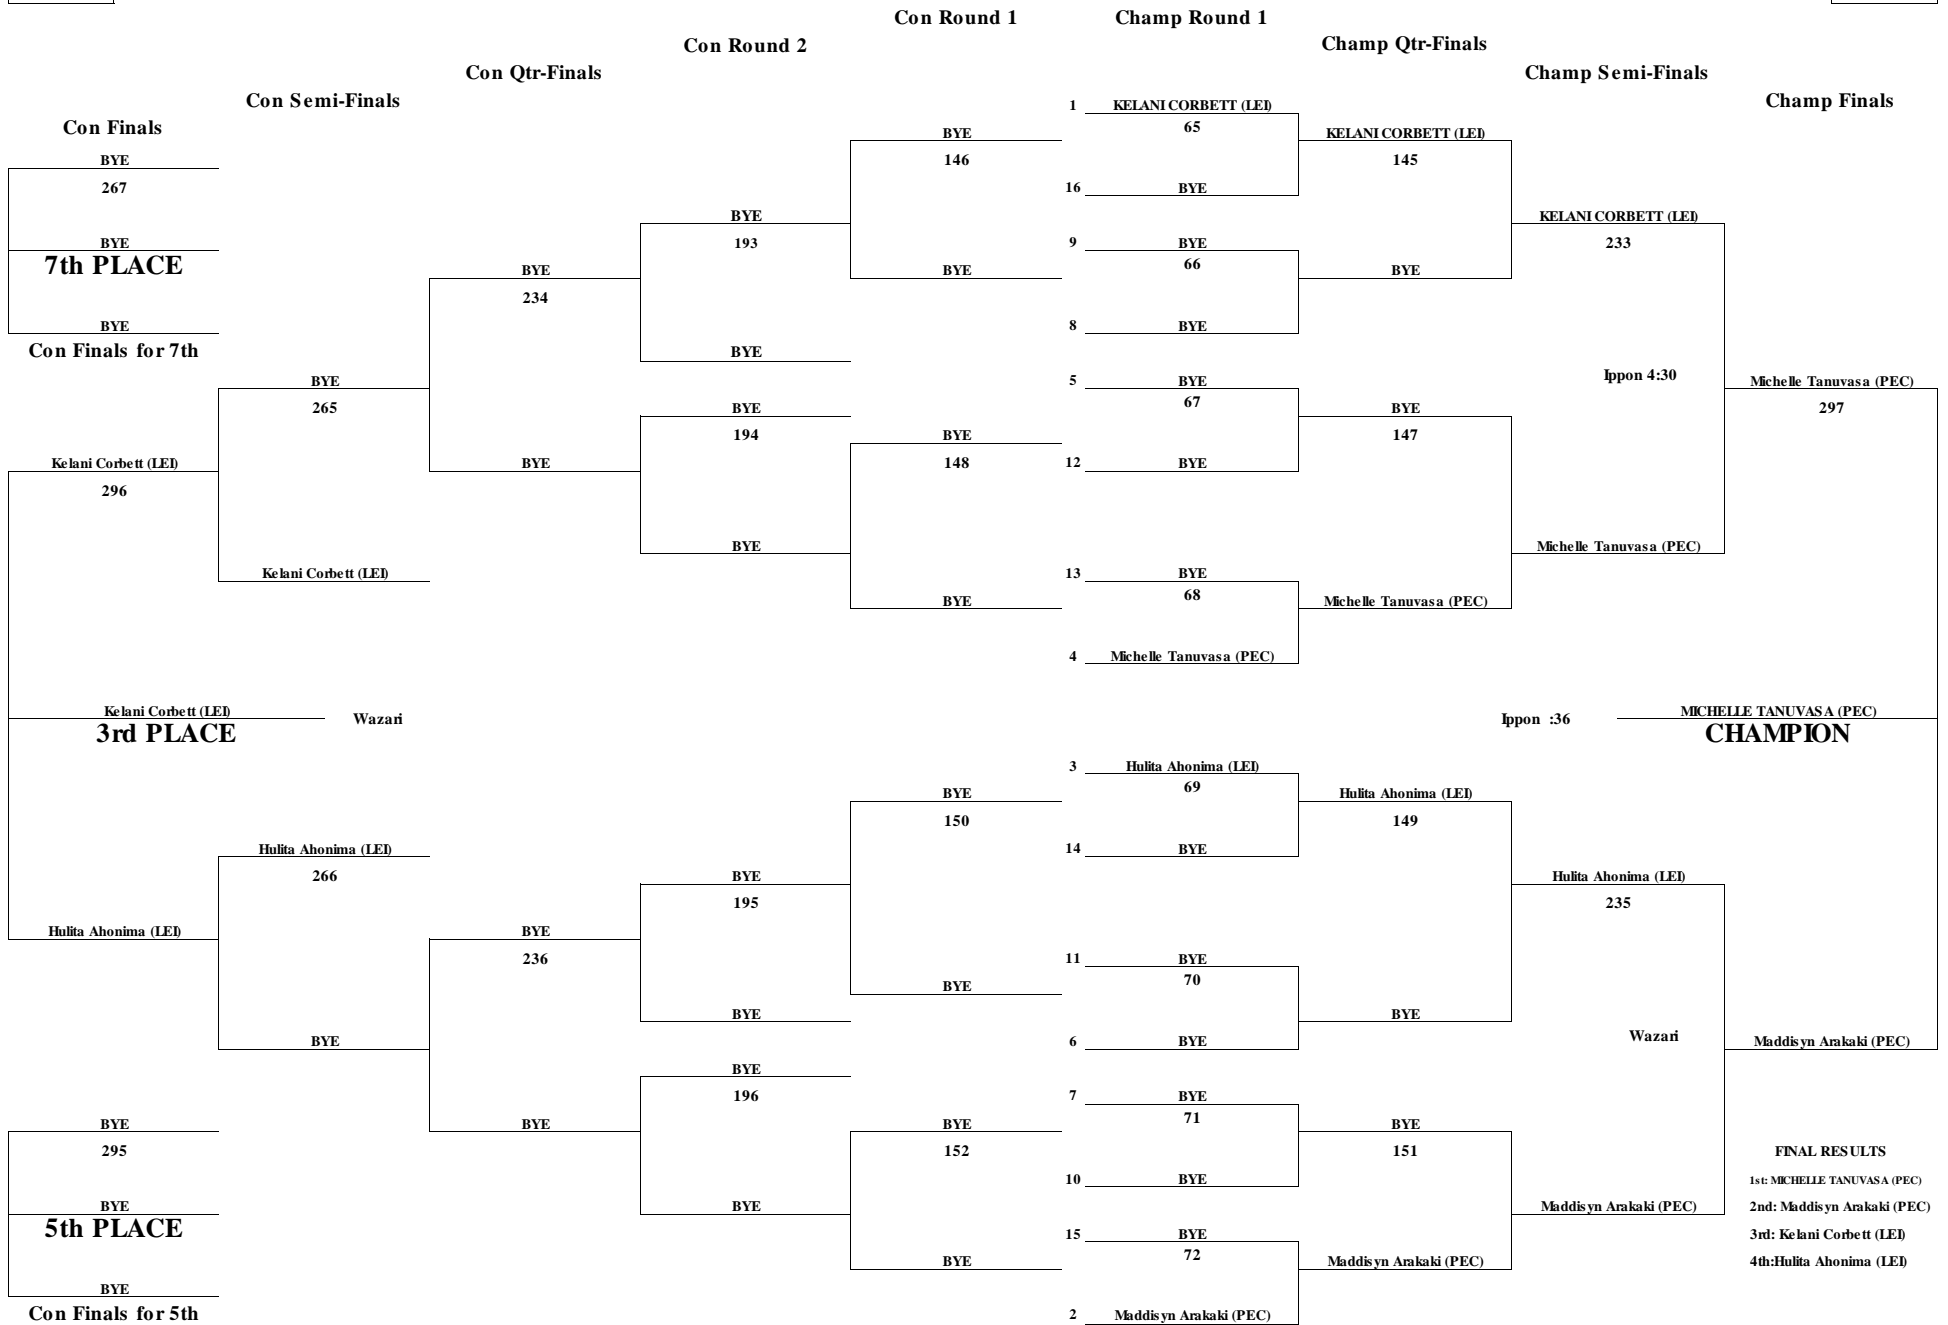 Con Round 1
Champ Round 1
Con Round 2
Champ Qtr-Finals
Con Qtr-Finals
Champ Semi-Finals
Con Semi-Finals
Champ Finals
Con Finals
BYE
267
BYE
7th PLACE
BYE
Con Finals for 7th
Kelani Corbett (LEI)
296
Kelani Corbett (LEI)
3rd PLACE
Wazari
Hulita Ahonima (LEI)
BYE
295
BYE
5th PLACE
BYE
Con Finals for 5th
BYE
265
Kelani Corbett (LEI)
Hulita Ahonima (LEI)
266
BYE
BYE
234
BYE
BYE
236
BYE
BYE
193
BYE
BYE
194
BYE
BYE
195
BYE
BYE
196
BYE
BYE
146
BYE
BYE
148
BYE
BYE
150
BYE
BYE
152
BYE
1 KELANI CORBETT (LEI)
65
16 BYE
9 BYE
66
8 BYE
5 BYE
67
12 BYE
13 BYE
68
4 Michelle Tanuvasa (PEC)
3 Hulita Ahonima (LEI)
69
14 BYE
11 BYE
70
6 BYE
7 BYE
71
10 BYE
15 BYE
72
2 Maddisyn Arakaki (PEC)
KELANI CORBETT (LEI)
145
BYE
BYE
147
Michelle Tanuvasa (PEC)
Hulita Ahonima (LEI)
149
BYE
BYE
151
Maddisyn Arakaki (PEC)
KELANI CORBETT (LEI)
233
Ippon 4:30
Michelle Tanuvasa (PEC)
Hulita Ahonima (LEI)
235
Wazari
Maddisyn Arakaki (PEC)
Michelle Tanuvasa (PEC)
297
Ippon :36
MICHELLE TANUVASA (PEC)
CHAMPION
Maddisyn Arakaki (PEC)
FINAL RESULTS
1st: MICHELLE TANUVASA (PEC)
2nd: Maddisyn Arakaki (PEC)
3rd: Kelani Corbett (LEI)
4th:Hulita Ahonima (LEI)